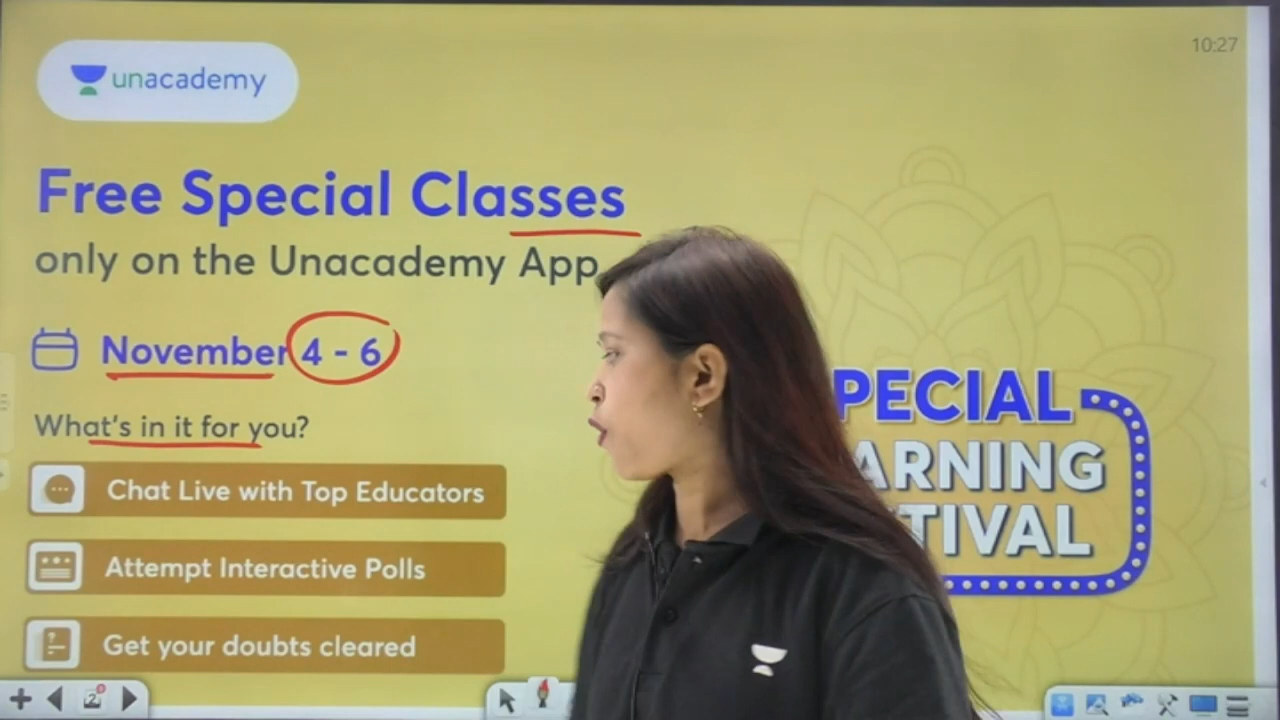 10:27
unacademy
Free Special Classes
only on the Unacademy App
November 4 - 6
What's in it for you?
Chat Live with Top Educators
Attempt Interactive Polls
Get your doubts cleared
PECIAL
ARNING
TIVAL
2